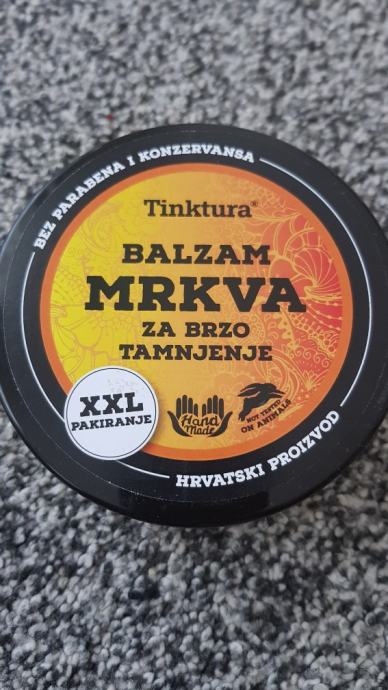 BEZ PARABENA I KONZERVANSA
Tinktura®
BALZAM
MRKVA
ZA BRZO
TAMNJENJE
XXL
PAKIRANJE
Hand
Made
NOT TESTED
ON ANIMALS
HRVATSKI PROIZVOD